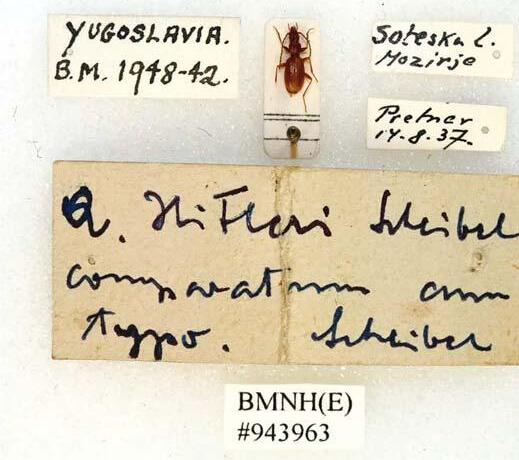 YUGOSLAVIA.
B.M. 1948-42.
Soteska l.
Mozirje
Pretner
14.8.37.
A. Hitleri Scheibel
comparatum cum
typo. Scheibel
BMNH(E)
#943963